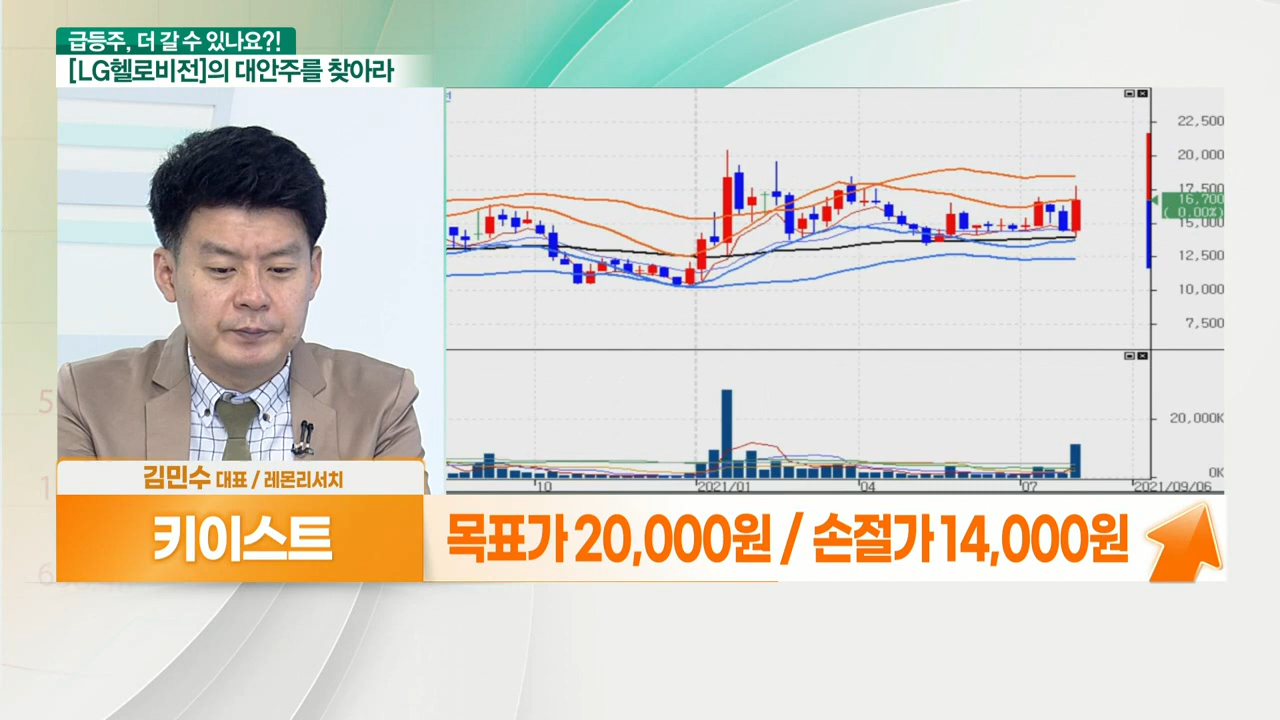 급등주, 더 갈 수 있나요?!
[LG헬로비전]의 대안주를 찾아라
22,500
20,000
17,500
16,700
( 0.00%)
15,000
12,500
10,000
7,500
20,000K
0K
10
2021/01
04
07
2021/09/06
김민수 대표 / 레몬리서치
키이스트
목표가 20,000원 / 손절가 14,000원